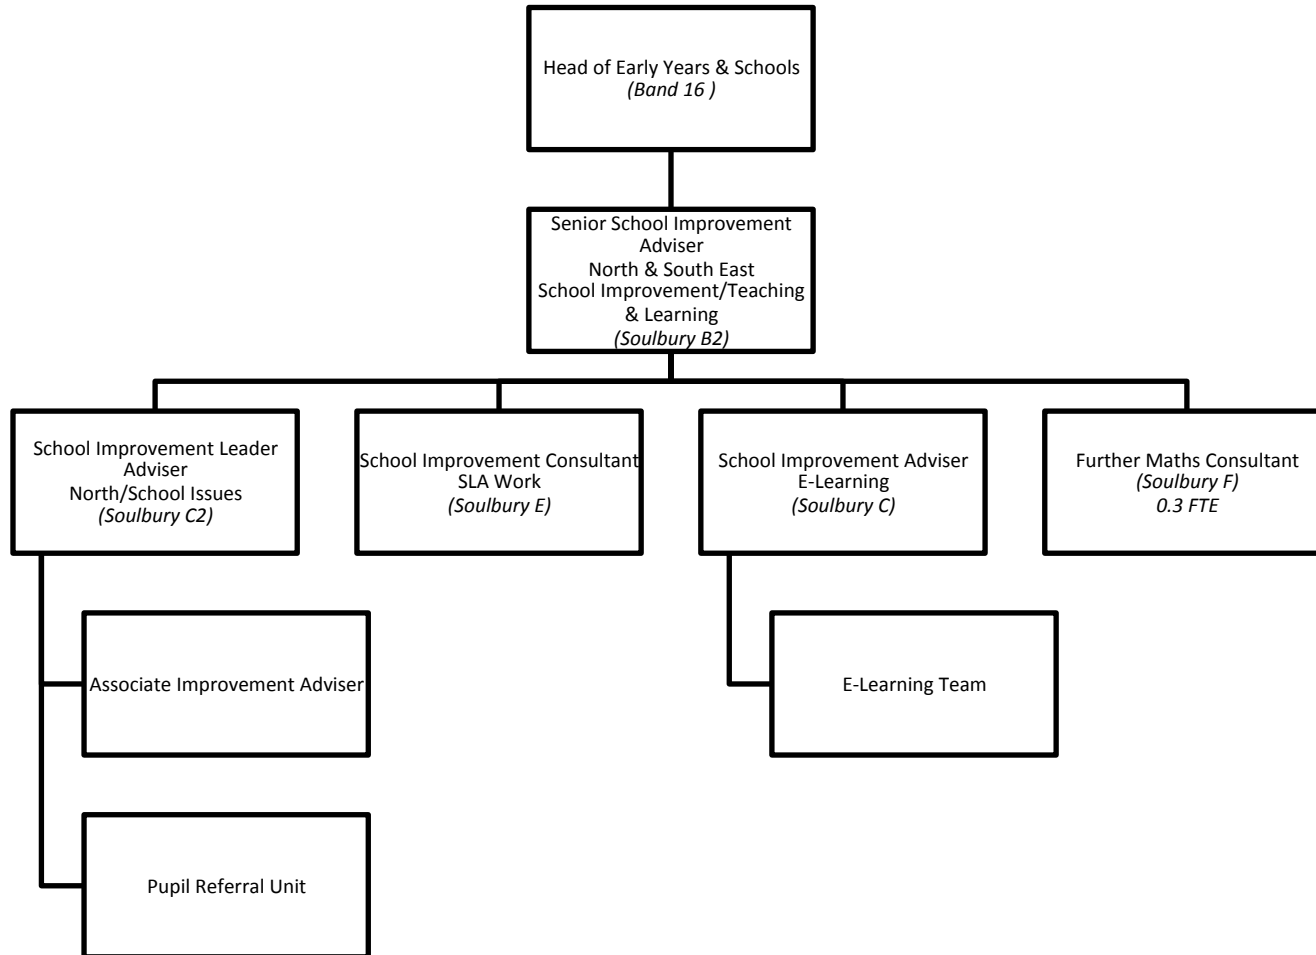 Head of Early Years & Schools
(Band 16 )
Senior School Improvement
Adviser
North & South East
School Improvement/Teaching
& Learning
(Soulbury B2)
School Improvement Leader
Adviser
North/School Issues
(Soulbury C2)
School Improvement Consultant
SLA Work
(Soulbury E)
School Improvement Adviser
E-Learning
(Soulbury C)
Further Maths Consultant
(Soulbury F)
0.3 FTE
Associate Improvement Adviser
E-Learning Team
Pupil Referral Unit